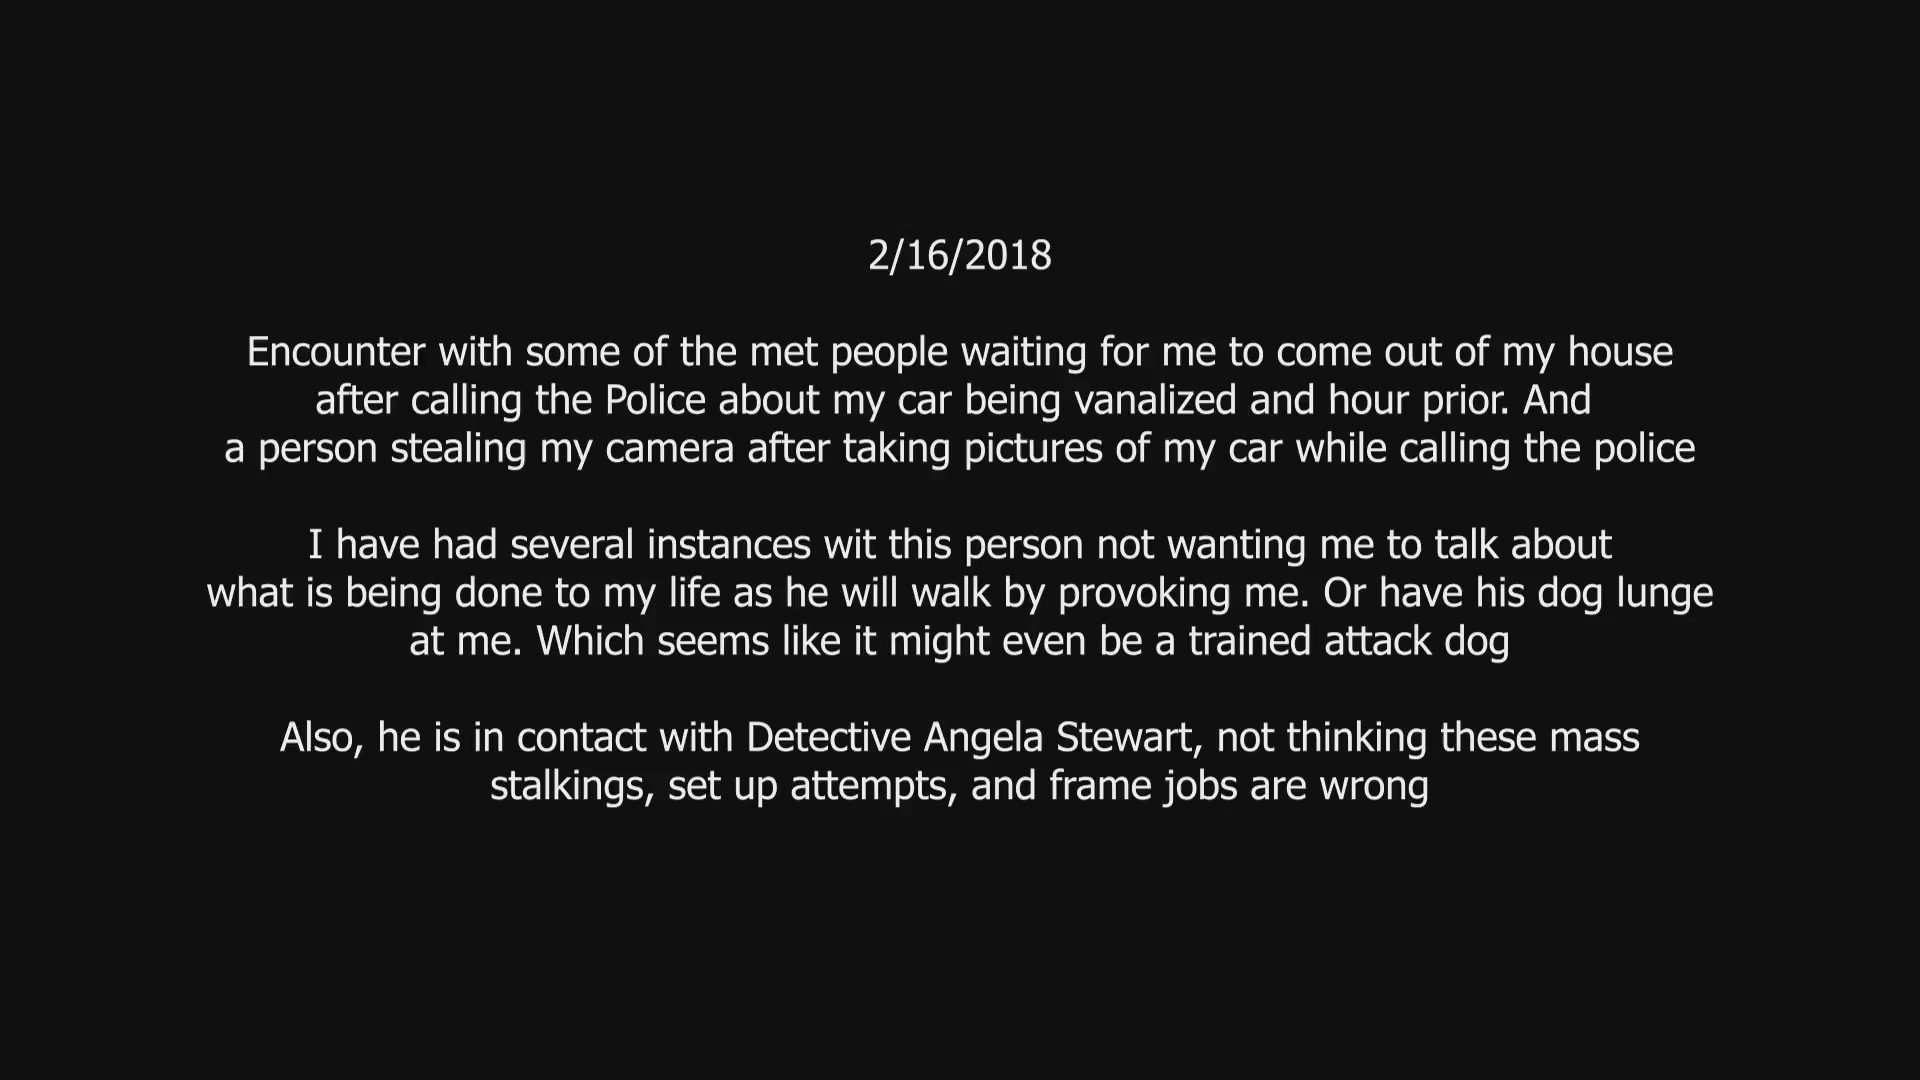 2/16/2018
Encounter with some of the met people waiting for me to come out of my house
after calling the Police about my car being vanalized and hour prior. And
a person stealing my camera after taking pictures of my car while calling the police
I have had several instances wit this person not wanting me to talk about
what is being done to my life as he will walk by provoking me. Or have his dog lunge
at me. Which seems like it might even be a trained attack dog
Also, he is in contact with Detective Angela Stewart, not thinking these mass
stalkings, set up attempts, and frame jobs are wrong